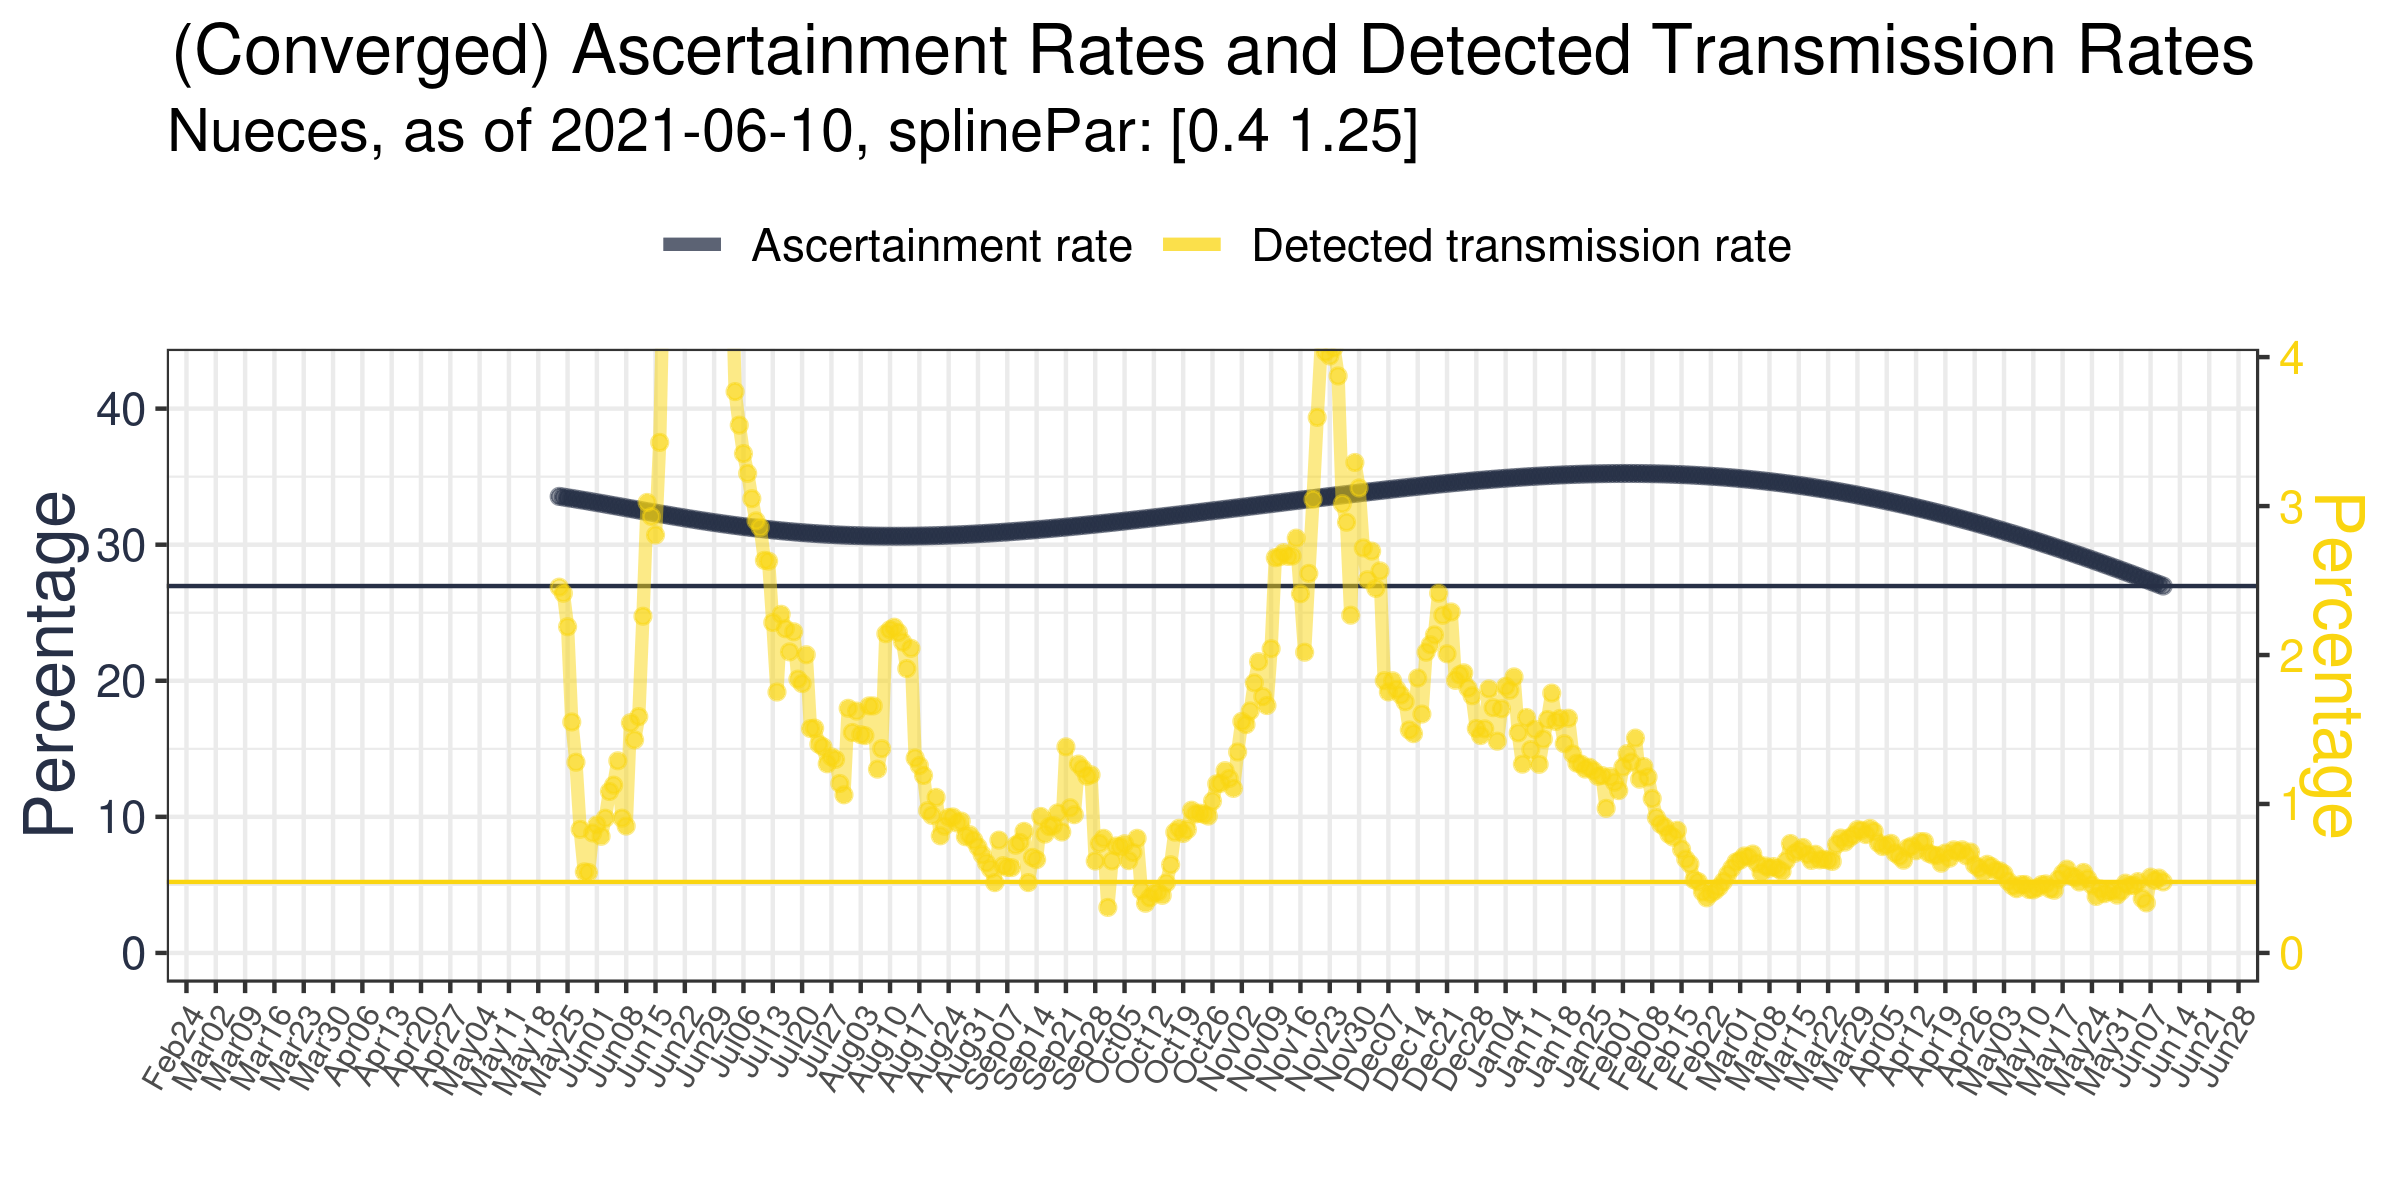 (Converged) Ascertainment Rates and Detected Transmission Rates
Nueces, as of 2021-06-10, splinePar: [0.4 1.25]
Ascertainment rate Detected transmission rate
Percentage
40
30
20
10
0
4
3
2
1
0
Percentage
Feb24 Mar02 Mar09 Mar16 Mar23 Mar30 Apr06 Apr13 Apr20 Apr27 May04 May11 May18 May25 Jun01 Jun08 Jun15 Jun22 Jun29 Jul06 Jul13 Jul20 Jul27 Aug03 Aug10 Aug17 Aug24 Aug31 Sep07 Sep14 Sep21 Sep28 Oct05 Oct12 Oct19 Oct26 Nov02 Nov09 Nov16 Nov23 Nov30 Dec07 Dec14 Dec21 Dec28 Jan04 Jan11 Jan18 Jan25 Feb01 Feb08 Feb15 Feb22 Mar01 Mar08 Mar15 Mar22 Mar29 Apr05 Apr12 Apr19 Apr26 May03 May10 May17 May24 May31 Jun07 Jun14 Jun21 Jun28